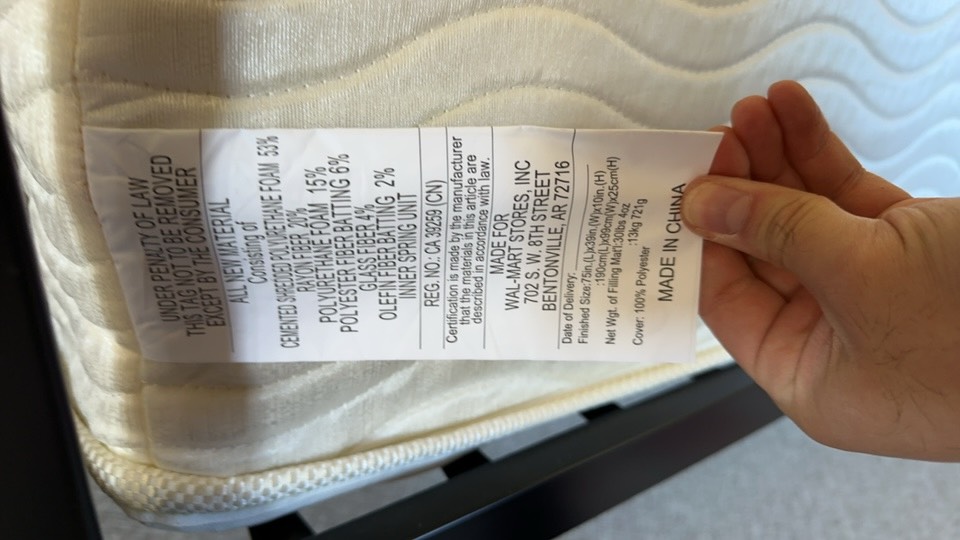 UNDER PENALTY OF LAW
THIS TAG NOT TO BE REMOVED
EXCEPT BY THE CONSUMER
ALL NEW MATERIAL
Consisting of
CEMENTED SHREDDED POLYURETHANE FOAM 53%
RAYON FIBER 20%
POLYURETHANE FOAM 15%
POLYESTER FIBER BATTING 6%
GLASS FIBER 4%
OLEFIN FIBER BATTING 2%
INNER SPRING UNIT
REG. NO.: CA 39259 (CN)
Certification is made by the manufacturer
that the materials in this article are
described in accordance with law.
MADE FOR
WAL-MART STORES, INC
702 S. W. 8TH STREET
BENTONVILLE, AR 72716
Date of Delivery:
Finished Size:75in.(L)x39in.(W)x10in.(H)
:190cm(L)x99cm(W)x25cm(H)
Net Wgt. of Filling Mat'l:30lbs 4oz
:13kg 721g
Cover: 100% Polyester
MADE IN CHINA